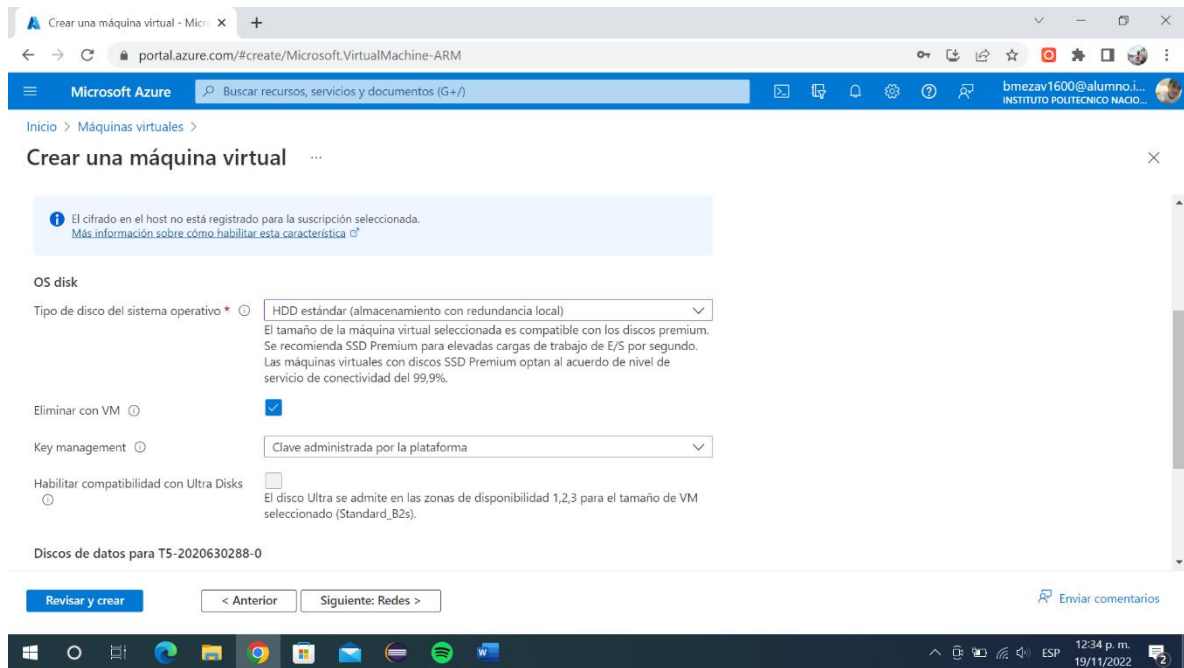 Crear una máquina virtual - Micr
portal.azure.com/#create/Microsoft.VirtualMachine-ARM
Microsoft Azure
Buscar recursos, servicios y documentos (G+/)
bmezav1600@alumno.i...
INSTITUTO POLITECNICO NACIO...
Inicio > Máquinas virtuales >
Crear una máquina virtual ...
El cifrado en el host no está registrado para la suscripción seleccionada.
Más información sobre cómo habilitar esta característica
OS disk
Tipo de disco del sistema operativo * HDD estándar (almacenamiento con redundancia local)
El tamaño de la máquina virtual seleccionada es compatible con los discos premium.
Se recomienda SSD Premium para elevadas cargas de trabajo de E/S por segundo.
Las máquinas virtuales con discos SSD Premium optan al acuerdo de nivel de
servicio de conectividad del 99,9%.
Eliminar con VM
Key management Clave administrada por la plataforma
Habilitar compatibilidad con Ultra Disks
El disco Ultra se admite en las zonas de disponibilidad 1,2,3 para el tamaño de VM
seleccionado (Standard_B2s).
Discos de datos para T5-2020630288-0
Revisar y crear
< Anterior
Siguiente: Redes >
Enviar comentarios
ESP
12:34 p. m.
19/11/2022
2